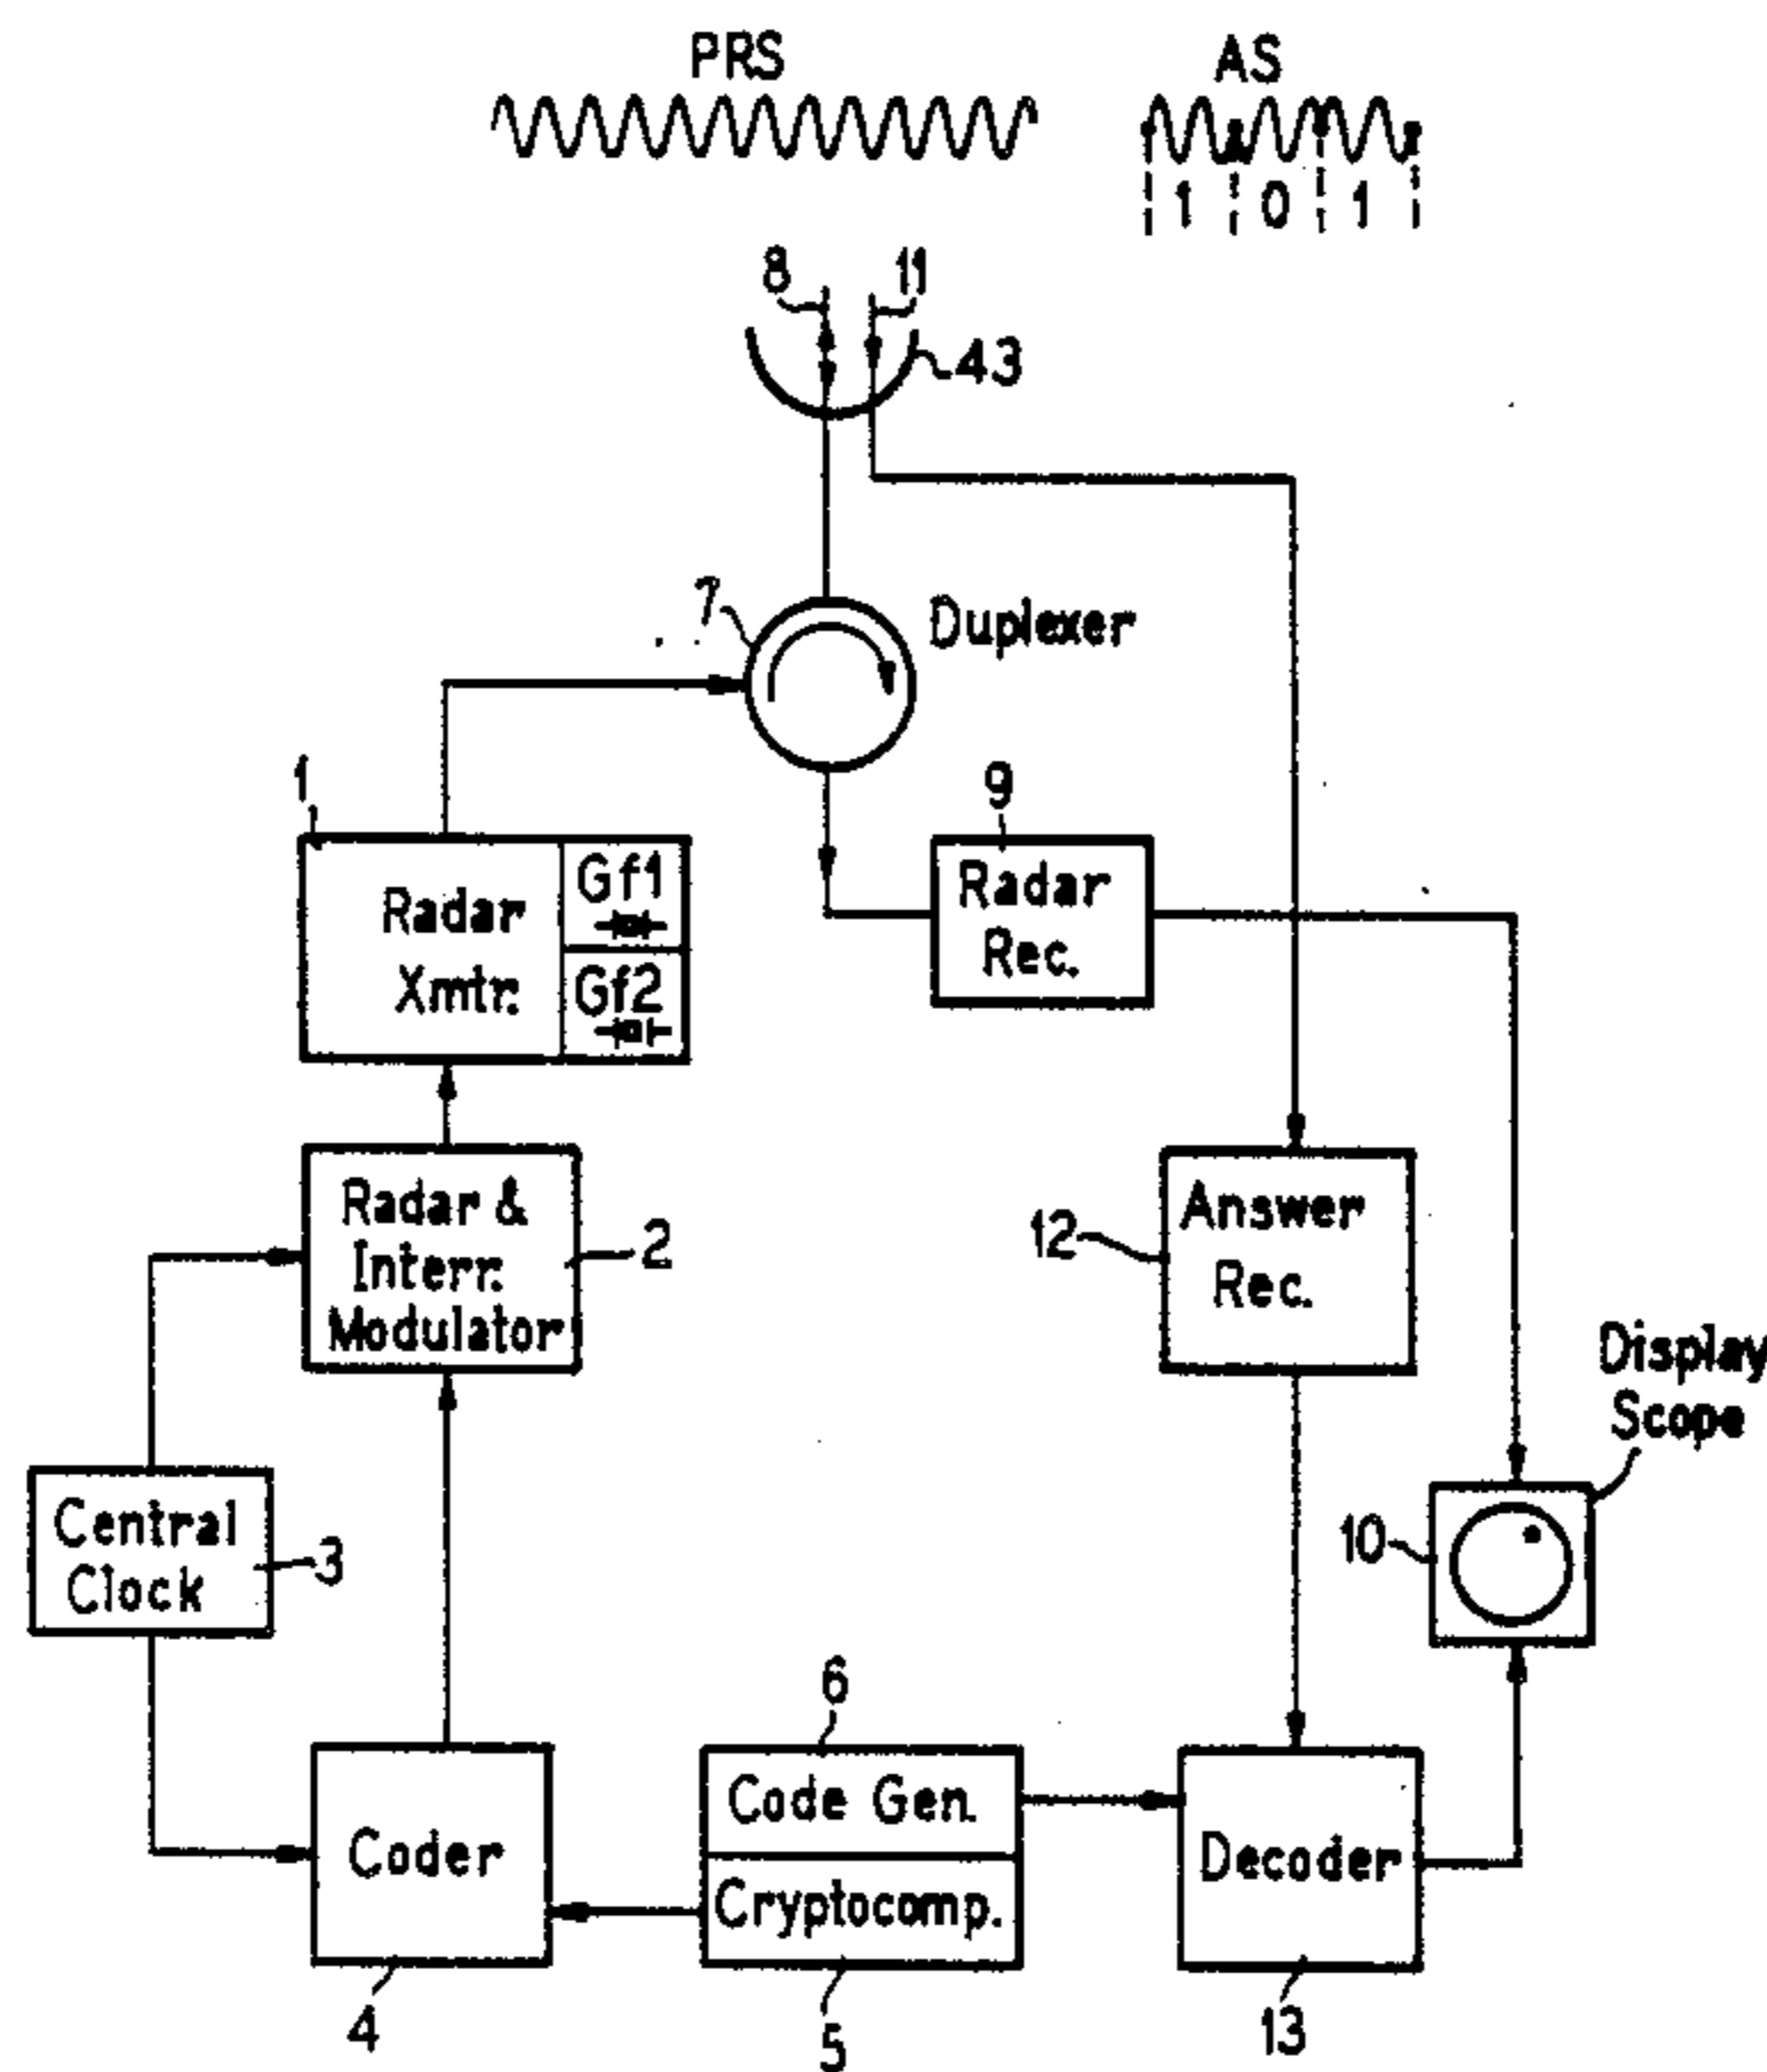 PRS
AS
1 0 1
8
11
43
7
Duplexer
1
9
Radar
Xmtr.
Gf1
Gf2
Radar
Rec.
Radar &
Interr.
Modulator
2
12
Answer
Rec.
Display
Scope
Central
Clock
3
10
6
Coder
Code Gen.
Cryptocomp.
Decoder
4
5
13